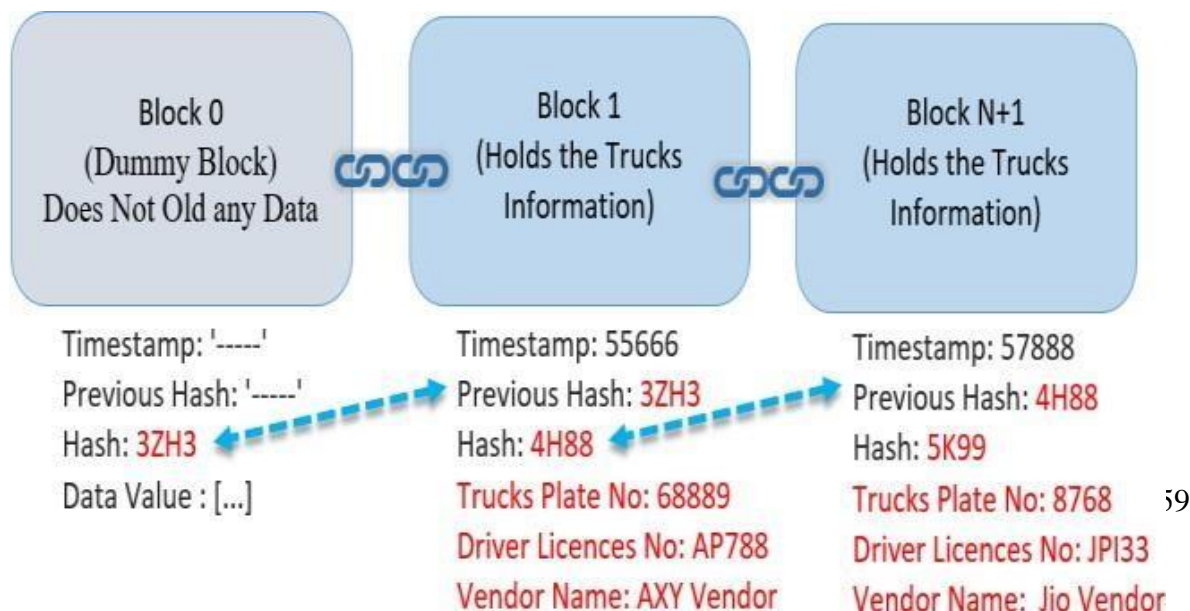 Block 0
(Dummy Block)
Does Not Old any Data
Block 1
(Holds the Trucks
Information)
Block N+1
(Holds the Trucks
Information)
Timestamp: '-----'
Previous Hash: '-----'
Hash: 3ZH3
Data Value : [...]
Timestamp: 55666
Previous Hash: 3ZH3
Hash: 4H88
Trucks Plate No: 68889
Driver Licences No: AP788
Vendor Name: AXY Vendor
Timestamp: 57888
Previous Hash: 4H88
Hash: 5K99
Trucks Plate No: 8768
Driver Licences No: JPI33
Vendor Name: Jio Vendor